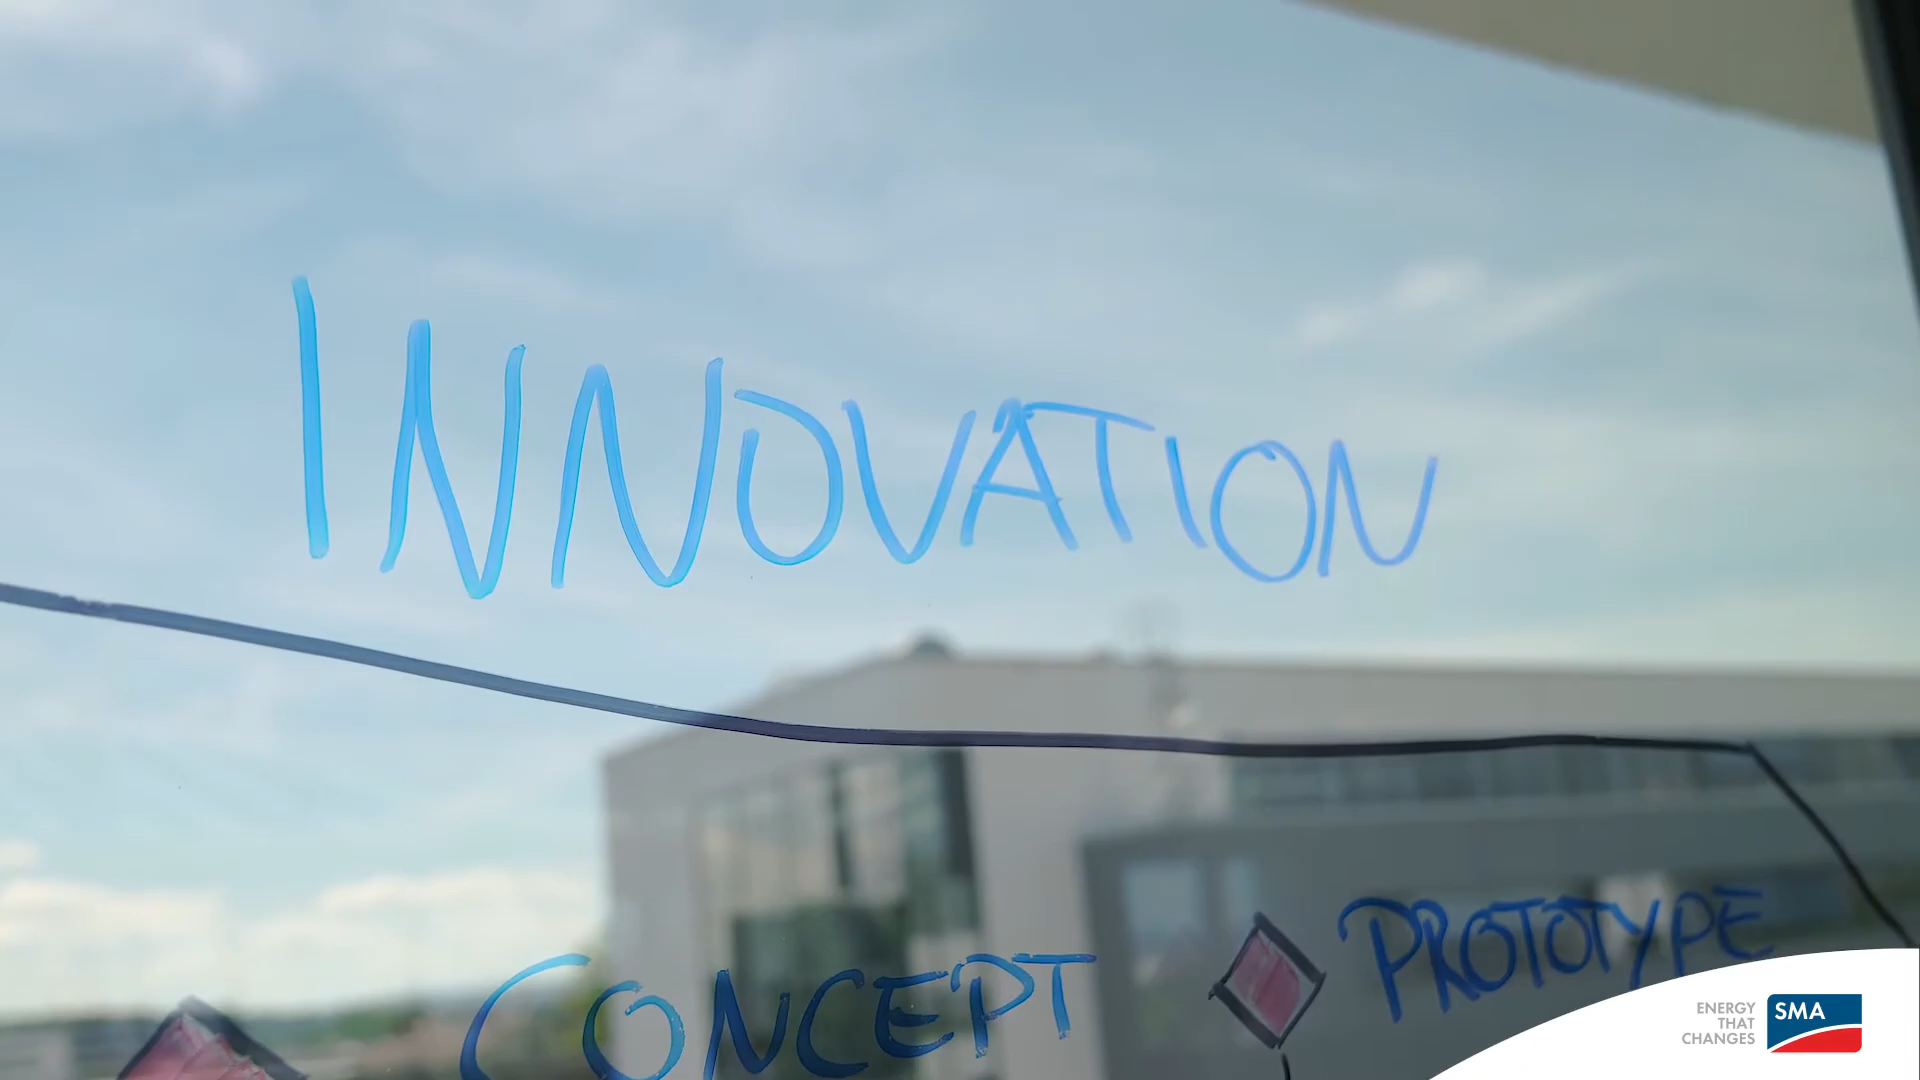 INNOVATION
CONCEPT
PROTOTYPE
ENERGY
THAT
CHANGES
SMA